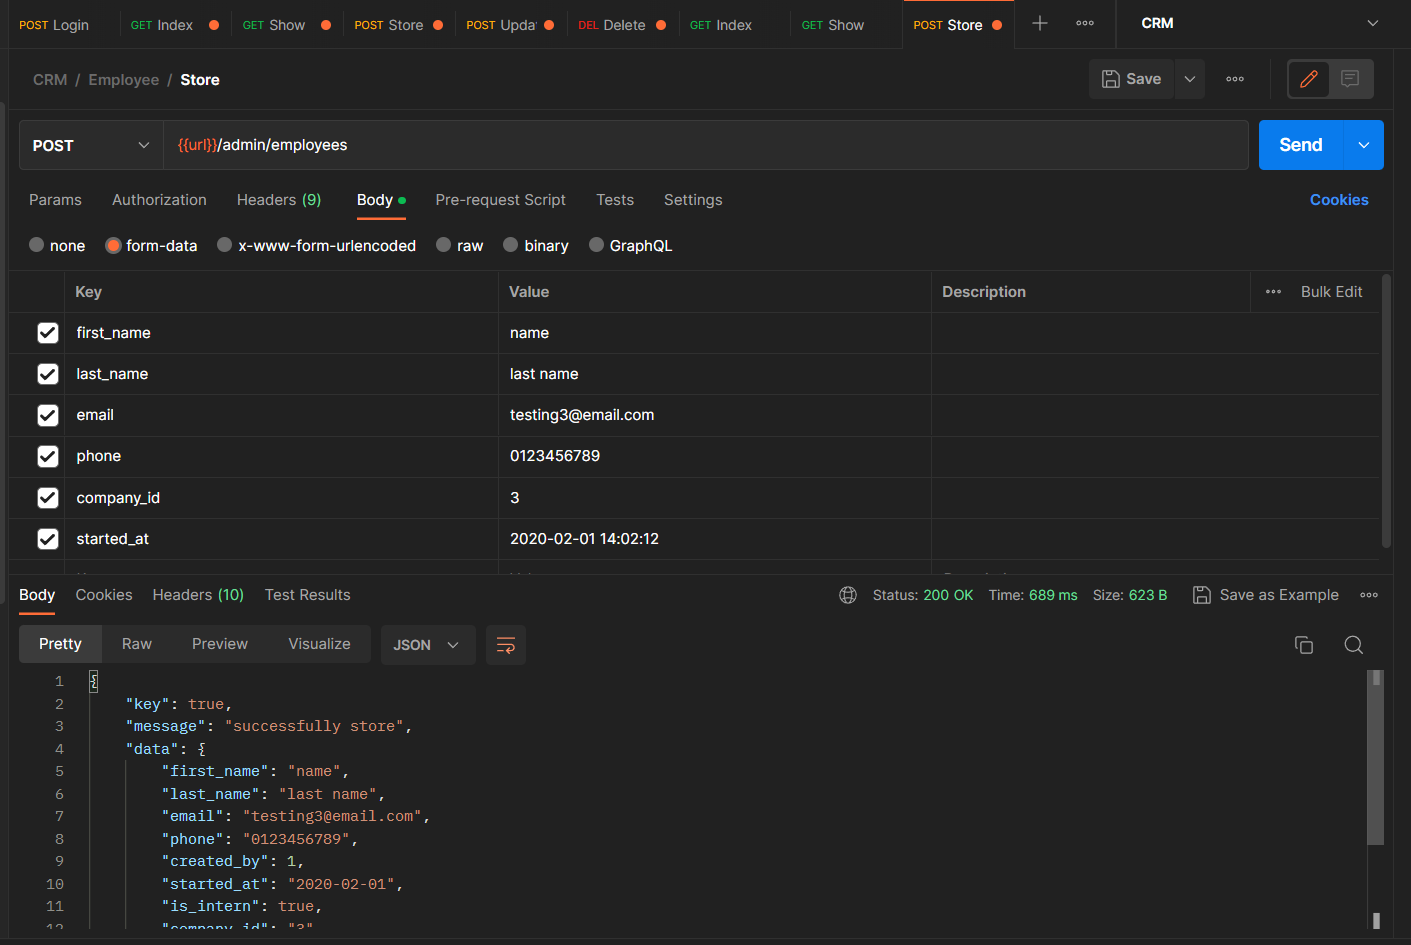 POST Login GET Index GET Show POST Store POST Upda DEL Delete GET Index GET Show POST Store CRM
CRM / Employee / Store Save
POST {{url}}/admin/employees Send
Params Authorization Headers (9) Body Pre-request Script Tests Settings Cookies
none form-data x-www-form-urlencoded raw binary GraphQL
Key Value Description Bulk Edit
first_name name
last_name last name
email testing3@email.com
phone 0123456789
company_id 3
started_at 2020-02-01 14:02:12
Body Cookies Headers (10) Test Results Status: 200 OK Time: 689 ms Size: 623 B Save as Example
Pretty Raw Preview Visualize JSON
1 {
2 "key": true,
3 "message": "successfully store",
4 "data": {
5 "first_name": "name",
6 "last_name": "last name",
7 "email": "testing3@email.com",
8 "phone": "0123456789",
9 "created_by": 1,
10 "started_at": "2020-02-01",
11 "is_intern": true,
12 "company_id": "3"